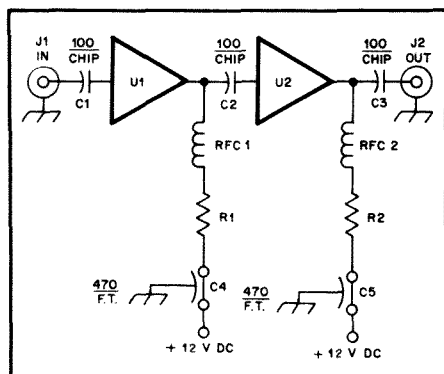 J1
IN
100
CHIP
C1
U1
100
CHIP
C2
U2
100
CHIP
C3
J2
OUT
RFC 1
RFC 2
R1
R2
470
F.T.
C4
470
F.T.
C5
+ 12 V DC
+ 12 V DC